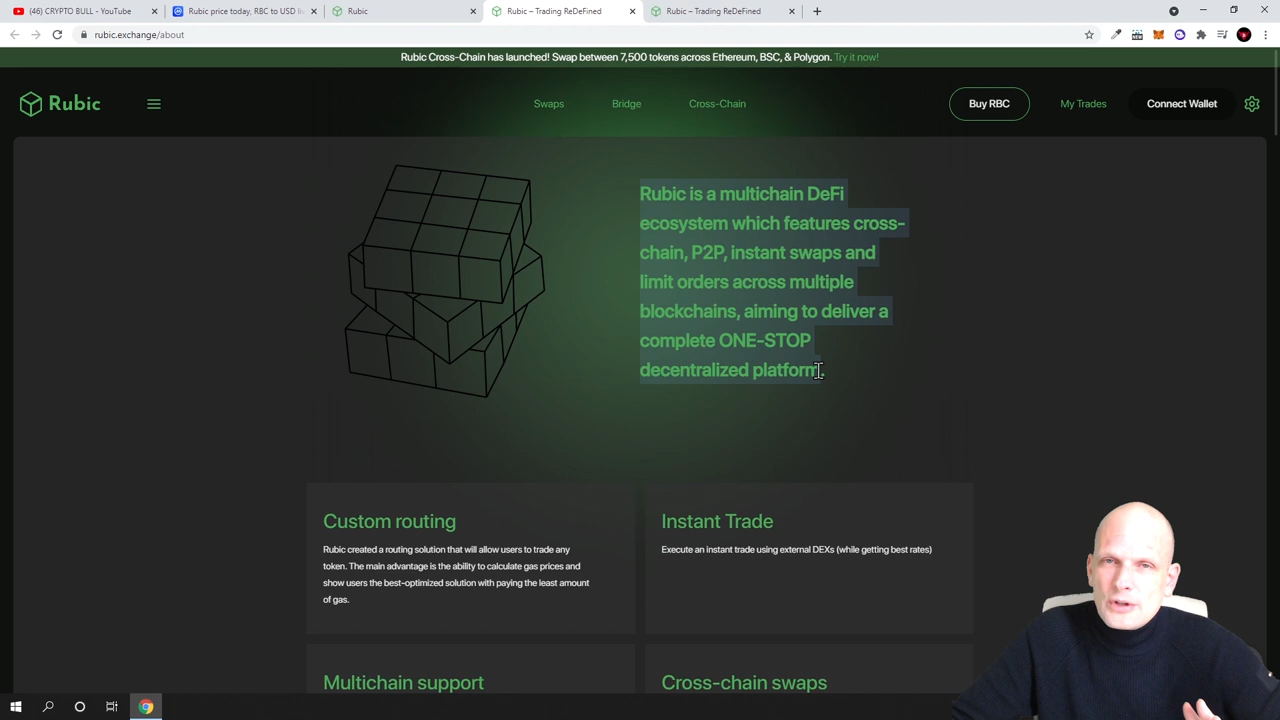 (46) CRYPTO BULL - YouTube
Rubic price today, RBC to USD li
Rubic
Rubic – Trading ReDefined
Rubic – Trading ReDefined
rubic.exchange/about
Rubic Cross-Chain has launched! Swap between 7,500 tokens across Ethereum, BSC, & Polygon. Try it now!
Rubic
Swaps
Bridge
Cross-Chain
Buy RBC
My Trades
Connect Wallet
Rubic is a multichain DeFi
ecosystem which features cross-
chain, P2P, instant swaps and
limit orders across multiple
blockchains, aiming to deliver a
complete ONE-STOP
decentralized platform.
Custom routing
Rubic created a routing solution that will allow users to trade any
token. The main advantage is the ability to calculate gas prices and
show users the best-optimized solution with paying the least amount
of gas.
Instant Trade
Execute an instant trade using external DEXs (while getting best rates)
Multichain support
Cross-chain swaps